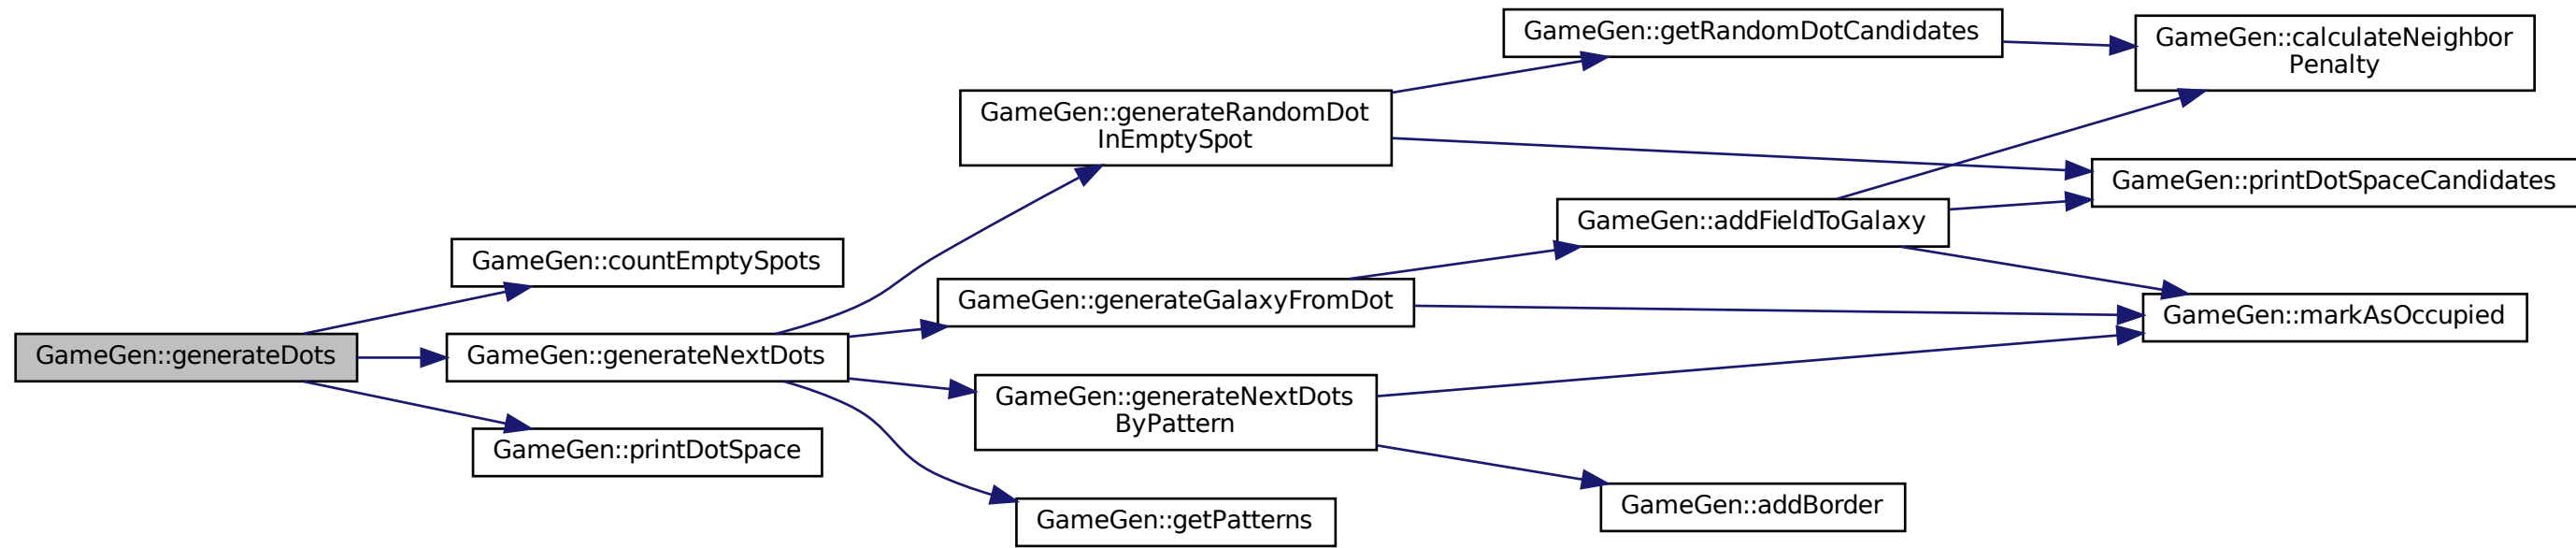 GameGen::generateDots
GameGen::countEmptySpots
GameGen::generateNextDots
GameGen::printDotSpace
GameGen::generateRandomDot
InEmptySpot
GameGen::generateGalaxyFromDot
GameGen::generateNextDots
ByPattern
GameGen::getPatterns
GameGen::getRandomDotCandidates
GameGen::addFieldToGalaxy
GameGen::addBorder
GameGen::calculateNeighbor
Penalty
GameGen::printDotSpaceCandidates
GameGen::markAsOccupied